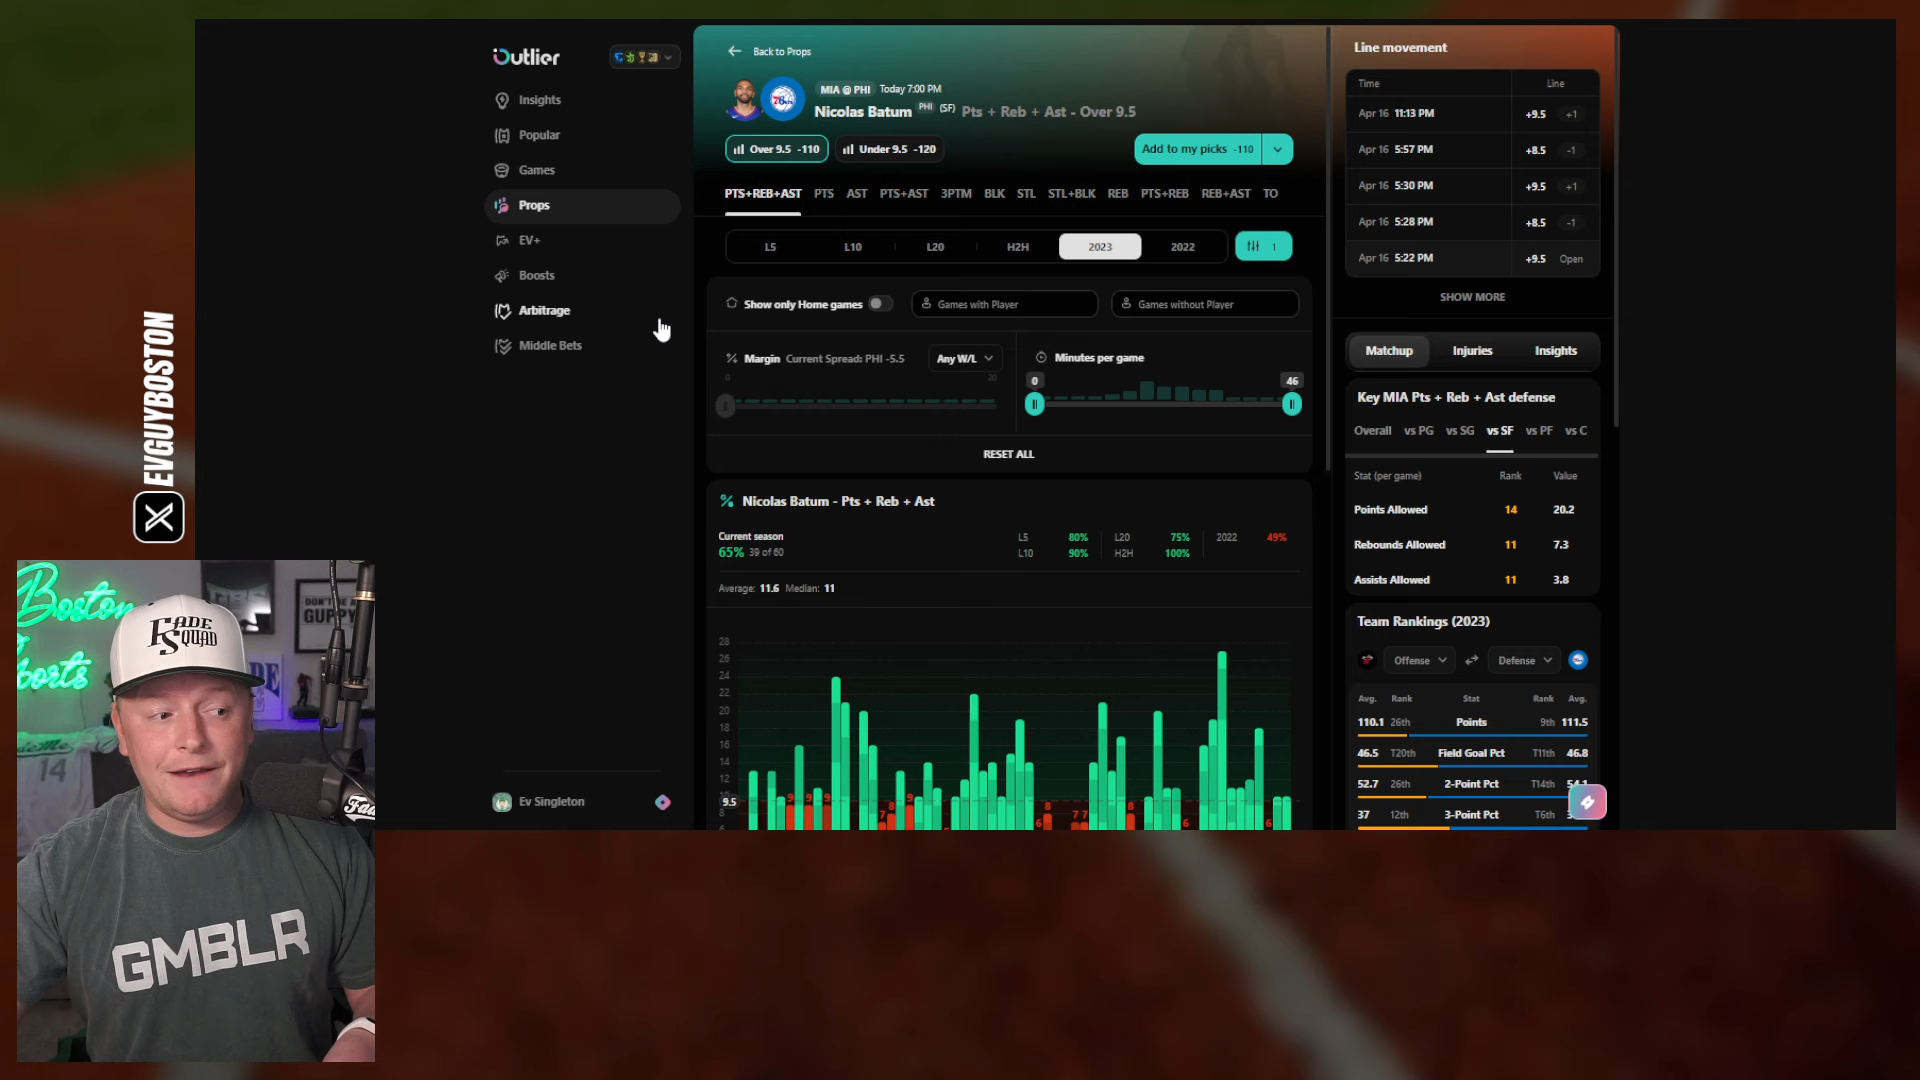 Outlier
Insights
Popular
Games
Props
EV+
Boosts
Arbitrage
Middle Bets
Ev Singleton
Back to Props
MIA @ PHI Today 7:00 PM
Nicolas Batum PHI (SF) Pts + Reb + Ast - Over 9.5
Over 9.5 -110
Under 9.5 -120
Add to my picks -110
PTS+REB+AST PTS AST PTS+AST 3PTM BLK STL STL+BLK REB PTS+REB REB+AST TO
L5 L10 L20 H2H 2023 2022 1
Show only Home games
Games with Player
Games without Player
Margin Current Spread: PHI -5.5 Any W/L
0 20
Minutes per game
0 46
RESET ALL
Nicolas Batum - Pts + Reb + Ast
Current season
65% 39 of 60
L5 80% L20 75% 2022 49%
L10 90% H2H 100%
Average: 11.6 Median: 11
28
26
24
22
20
18
16
14
12
9.5
8
6
Line movement
Time Line
Apr 16 11:13 PM +9.5 +1
Apr 16 5:57 PM +8.5 -1
Apr 16 5:30 PM +9.5 +1
Apr 16 5:28 PM +8.5 -1
Apr 16 5:22 PM +9.5 Open
SHOW MORE
Matchup Injuries Insights
Key MIA Pts + Reb + Ast defense
Overall vs PG vs SG vs SF vs PF vs C
Stat (per game) Rank Value
Points Allowed 14 20.2
Rebounds Allowed 11 7.3
Assists Allowed 11 3.8
Team Rankings (2023)
Offense Defense
Avg. Rank Stat Rank Avg.
110.1 26th Points 9th 111.5
46.5 T20th Field Goal Pct T11th 46.8
52.7 26th 2-Point Pct T14th 54.1
37 12th 3-Point Pct T6th
EVGUYBOSTON
X
Boston
DON'T BE A
GUPPY
FADE
SQUAD
14
GMBLR